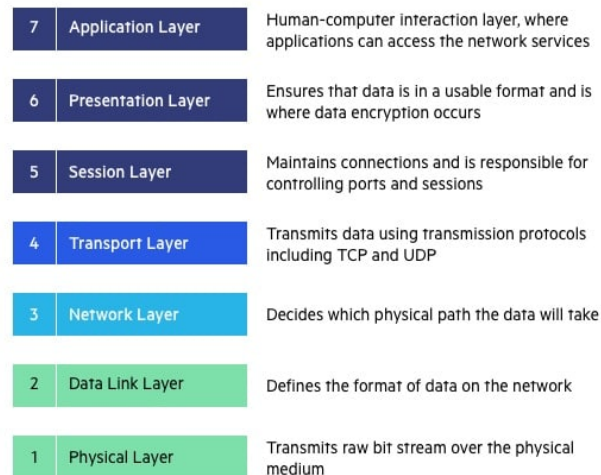 7 Application Layer
Human-computer interaction layer, where
applications can access the network services
6 Presentation Layer
Ensures that data is in a usable format and is
where data encryption occurs
5 Session Layer
Maintains connections and is responsible for
controlling ports and sessions
4 Transport Layer
Transmits data using transmission protocols
including TCP and UDP
3 Network Layer
Decides which physical path the data will take
2 Data Link Layer
Defines the format of data on the network
1 Physical Layer
Transmits raw bit stream over the physical
medium